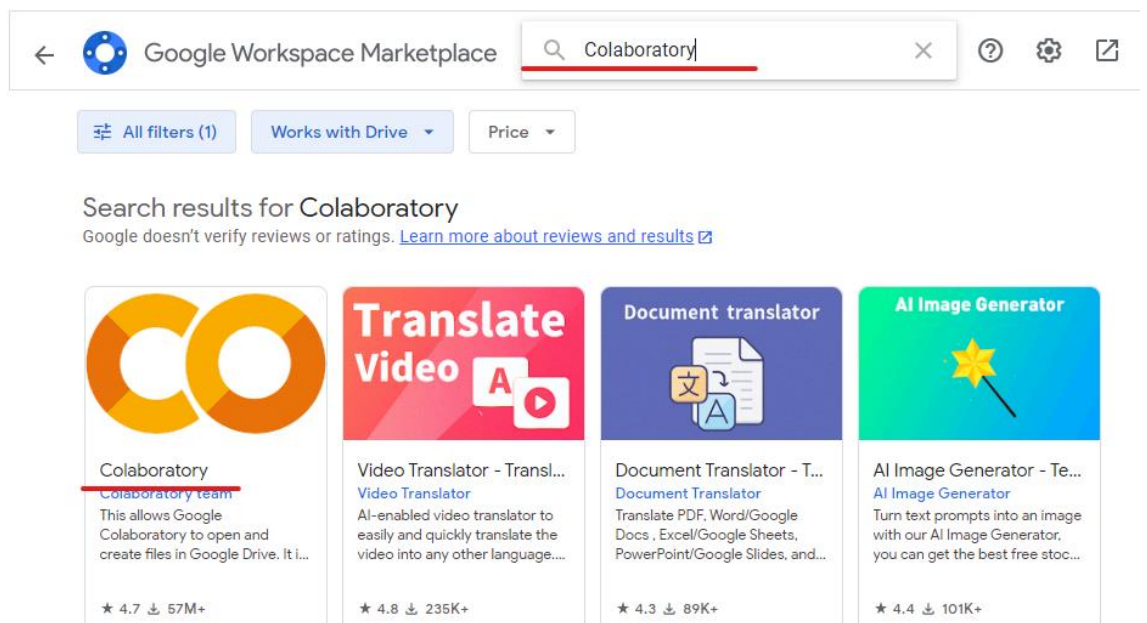 Google Workspace Marketplace
Colaboratory
All filters (1)
Works with Drive
Price
Search results for Colaboratory
Google doesn't verify reviews or ratings. Learn more about reviews and results
Translate
Video
A
Document translator
文
A
AI Image Generator
Colaboratory
Colaboratory team
This allows Google
Colaboratory to open and
create files in Google Drive. It i...
★ 4.7 57M+
Video Translator - Transl...
Video Translator
AI-enabled video translator to
easily and quickly translate the
video into any other language....
★ 4.8 235K+
Document Translator - T...
Document Translator
Translate PDF, Word/Google
Docs , Excel/Google Sheets,
PowerPoint/Google Slides, and...
★ 4.3 89K+
AI Image Generator - Te...
AI Image Generator
Turn text prompts into an image
with our AI Image Generator,
you can get the best free stoc...
★ 4.4 101K+